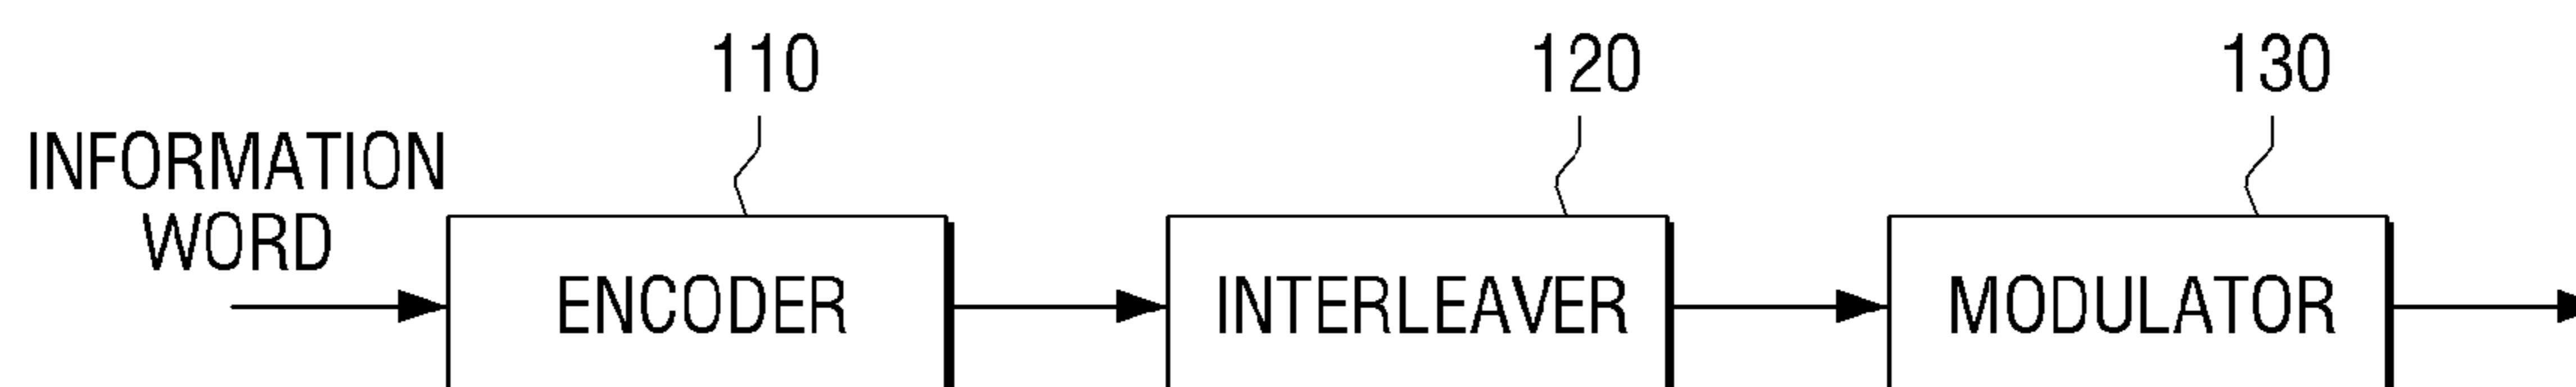 110
120
130
INFORMATION
WORD
ENCODER
INTERLEAVER
MODULATOR